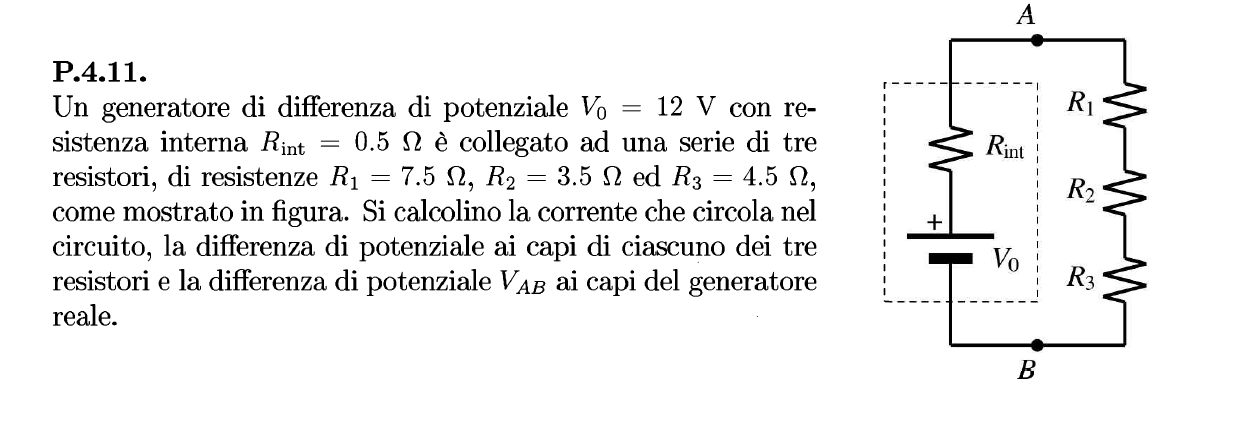 P.4.11.
Un generatore di differenza di potenziale V₀ = 12 V con re-
sistenza interna R_int = 0.5 Ω è collegato ad una serie di tre
resistori, di resistenze R₁ = 7.5 Ω, R₂ = 3.5 Ω ed R₃ = 4.5 Ω,
come mostrato in figura. Si calcolino la corrente che circola nel
circuito, la differenza di potenziale ai capi di ciascuno dei tre
resistori e la differenza di potenziale V_AB ai capi del generatore
reale.
A
R₁
R_int
R₂
+
V₀
R₃
B